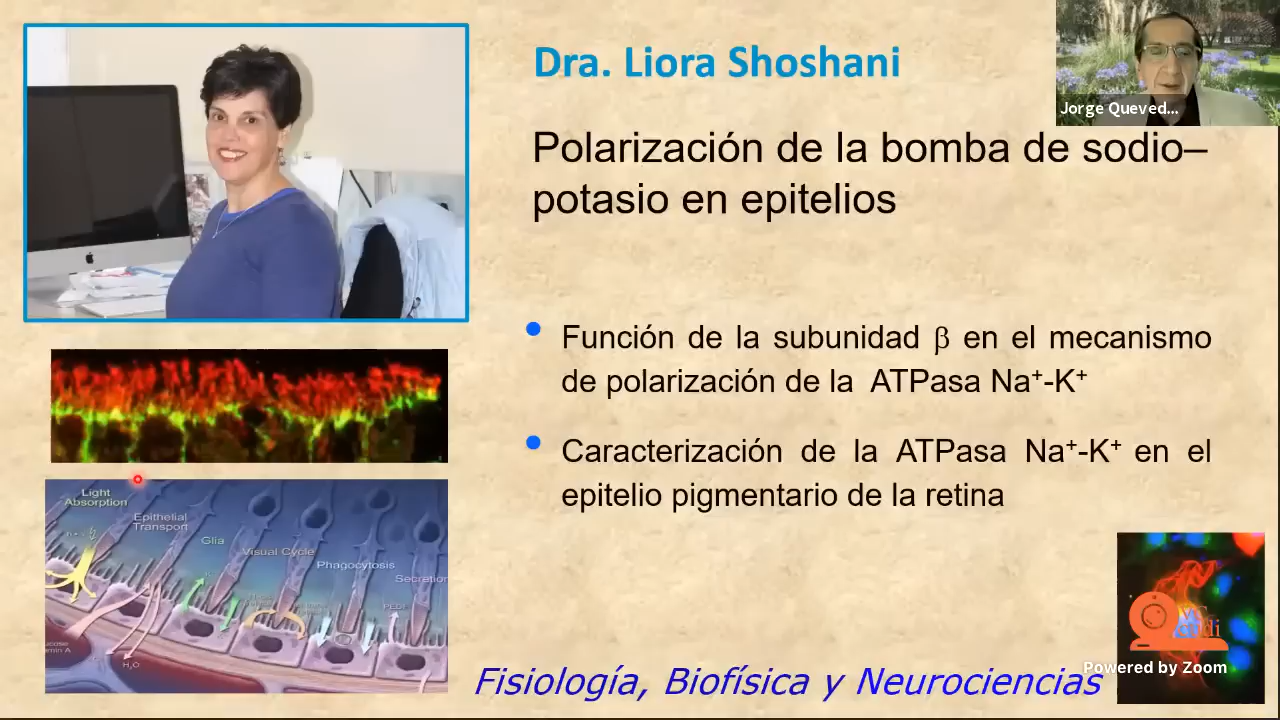 Dra. Liora Shoshani
Jorge Queved...
Polarización de la bomba de sodio–
potasio en epitelios
Función de la subunidad β en el mecanismo
de polarización de la ATPasa Na⁺-K⁺
Caracterización de la ATPasa Na⁺-K⁺ en el
epitelio pigmentario de la retina
Light
Absorption
Epithelial
Transport
Glia
Visual Cycle
Phagocytosis
Secretion
PEDF
H₂O
Powered by Zoom
Fisiología, Biofísica y Neurociencias